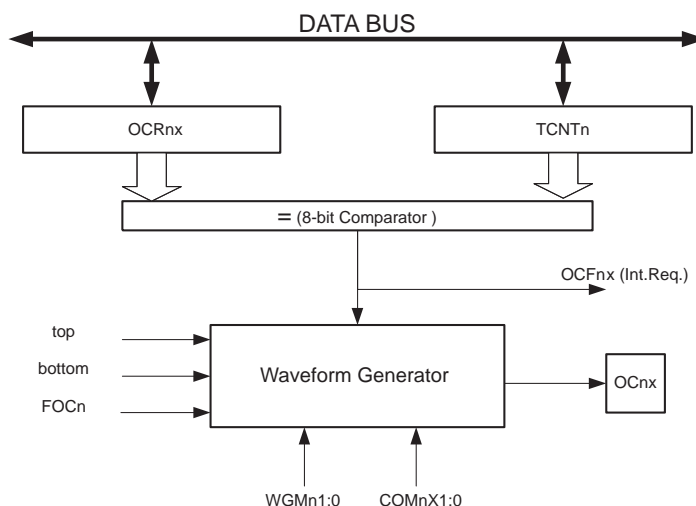 DATA BUS
OCRnx
TCNTn
= (8-bit Comparator )
OCFnx (Int.Req.)
top
bottom
FOCn
Waveform Generator
OCnx
WGMn1:0
COMnX1:0